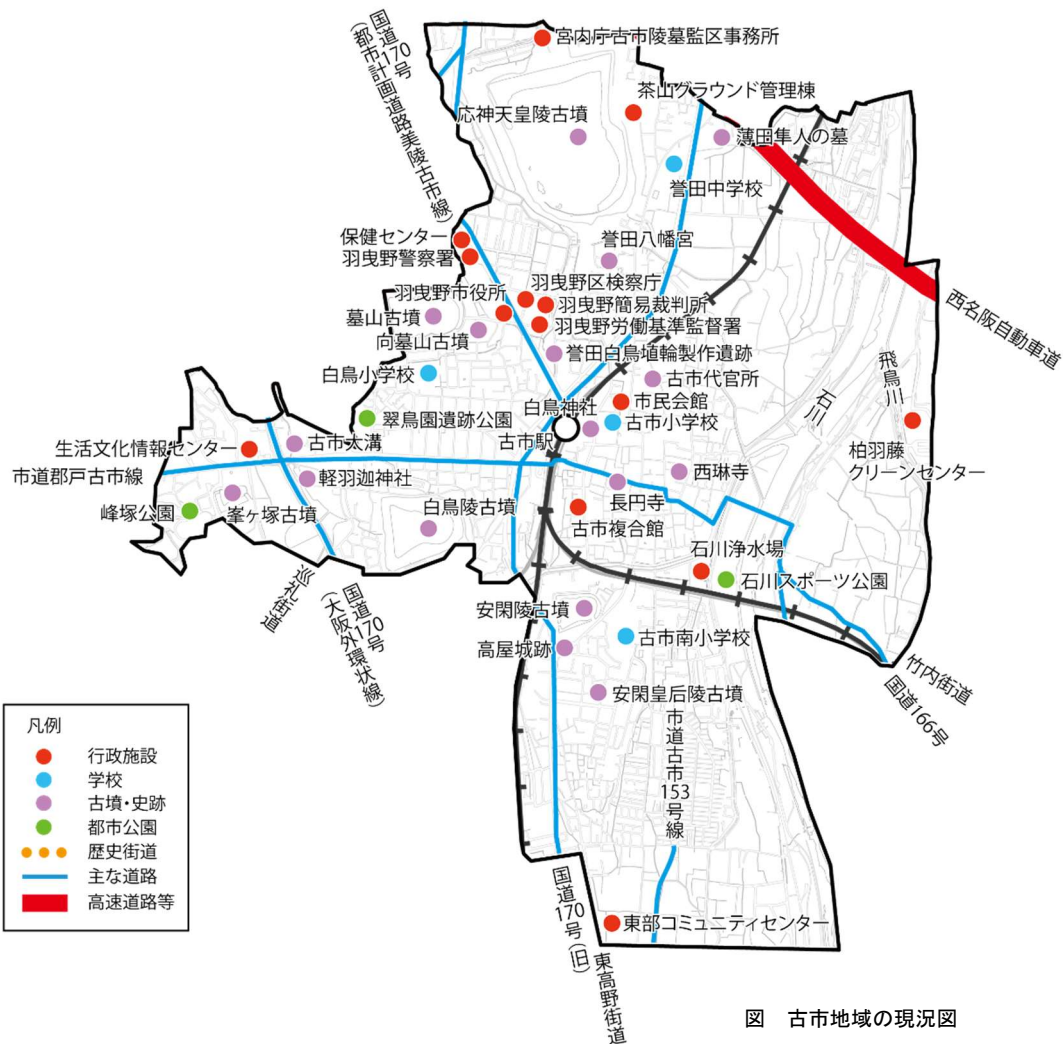 国道170号
(都市計画道路美陵古市線)
宮内庁古市陵墓監区事務所
茶山グラウンド管理棟
応神天皇陵古墳
薄田隼人の墓
誉田中学校
保健センター
羽曳野警察署
誉田八幡宮
羽曳野区検察庁
羽曳野市役所
羽曳野簡易裁判所
墓山古墳
羽曳野労働基準監督署
向墓山古墳
誉田白鳥埴輪製作遺跡
西名阪自動車道
白鳥小学校
古市代官所
飛鳥川
石川
白鳥神社
市民会館
翠鳥園遺跡公園
古市小学校
古市駅
生活文化情報センター
古市大溝
柏羽藤
クリーンセンター
市道郡戸古市線
軽羽迦神社
西琳寺
長円寺
峰塚公園
峯ヶ塚古墳
白鳥陵古墳
古市複合館
石川浄水場
石川スポーツ公園
巡礼街道
国道170号
(大阪外環状線)
安閑陵古墳
古市南小学校
高屋城跡
竹内街道
国道166号
安閑皇后陵古墳
市道古市153号線
凡例
行政施設
学校
古墳・史跡
都市公園
歴史街道
主な道路
高速道路等
国道170号(旧)
東部コミュニティセンター
東高野街道
図 古市地域の現況図